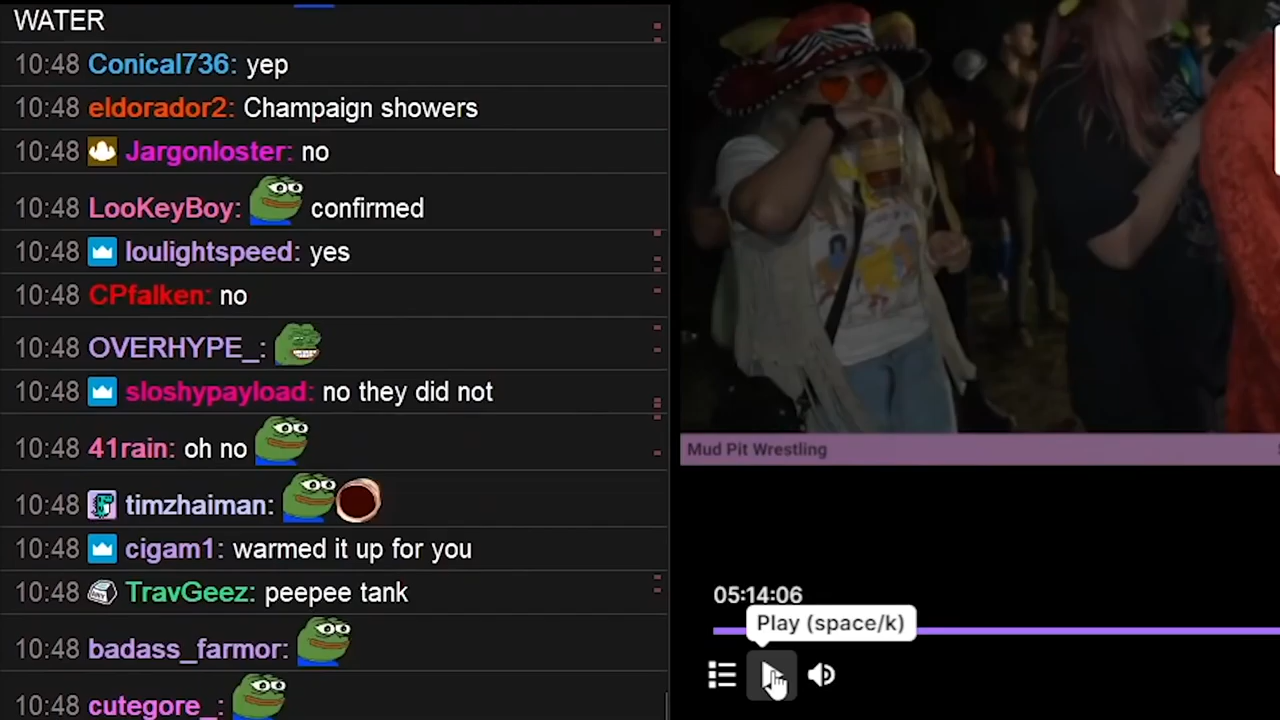 WATER
10:48 Conical736: yep
10:48 eldorador2: Champaign showers
10:48 Jargonloster: no
10:48 LooKeyBoy: confirmed
10:48 loulightspeed: yes
10:48 CPfalken: no
10:48 OVERHYPE_:
10:48 sloshypayload: no they did not
10:48 41rain: oh no
10:48 timzhaiman:
10:48 cigam1: warmed it up for you
10:48 TravGeez: peepee tank
10:48 badass_farmor:
10:48 cutegore_:
Mud Pit Wrestling
05:14:06
Play (space/k)